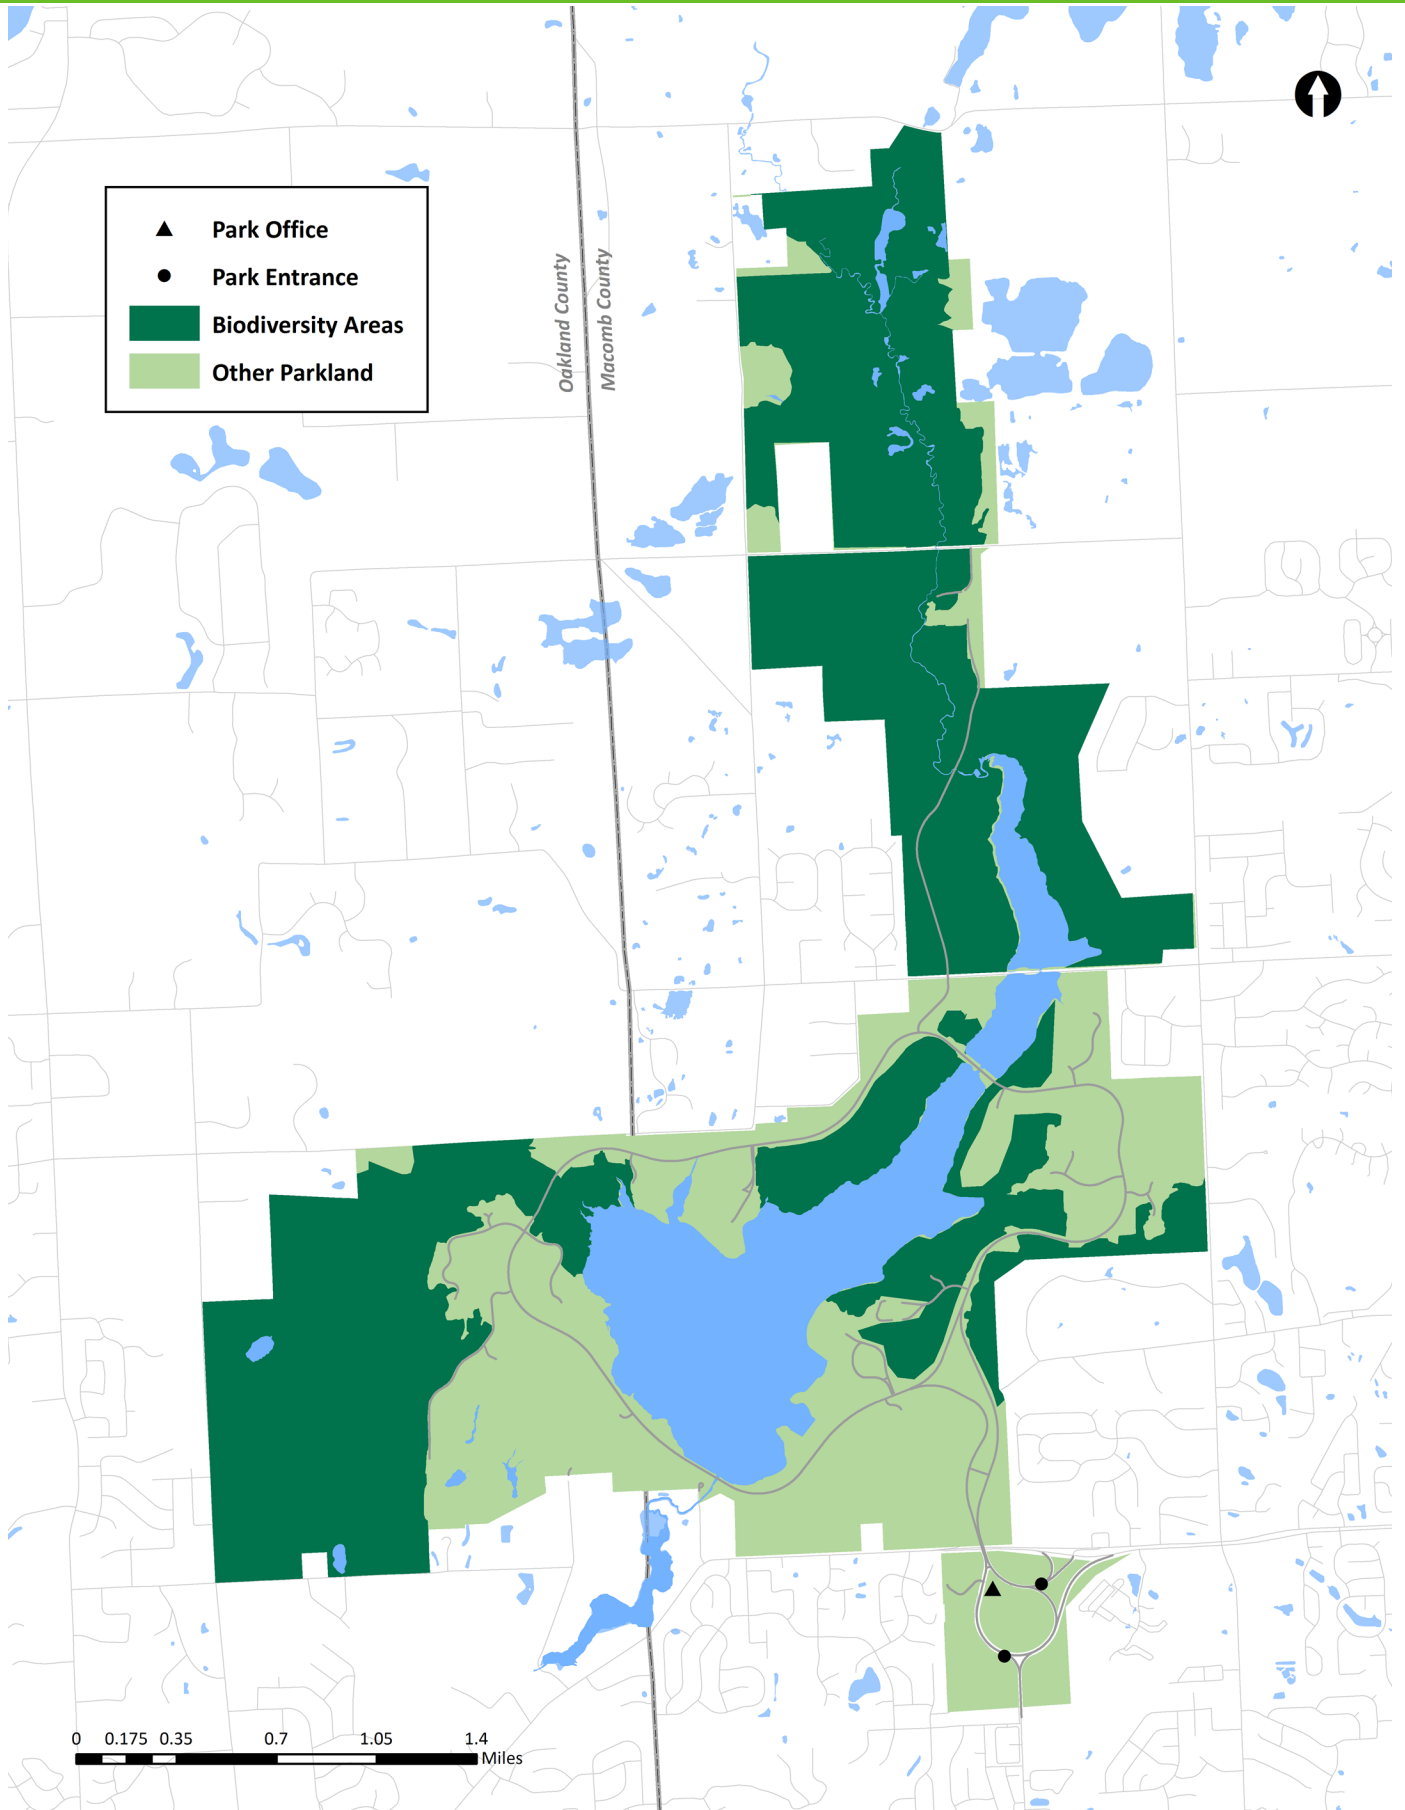 Park Office
Park Entrance
Biodiversity Areas
Other Parkland
Oakland County
Macomb County
0 0.175 0.35 0.7 1.05 1.4
Miles